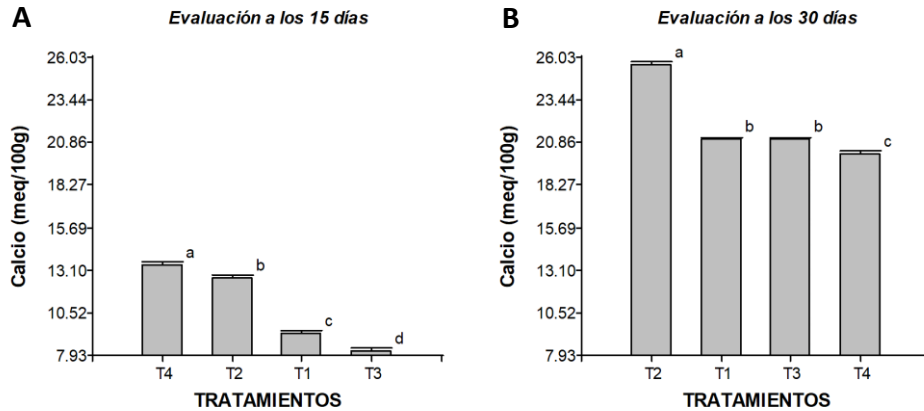 A
Evaluación a los 15 días
26.03
23.44
20.86
18.27
15.69
13.10
10.52
7.93
Calcio (meq/100g)
a
b
c
d
T4 T2 T1 T3
TRATAMIENTOS
B
Evaluación a los 30 días
26.03
23.44
20.86
18.27
15.69
13.10
10.52
7.93
Calcio (meq/100g)
a
b
b
c
T2 T1 T3 T4
TRATAMIENTOS